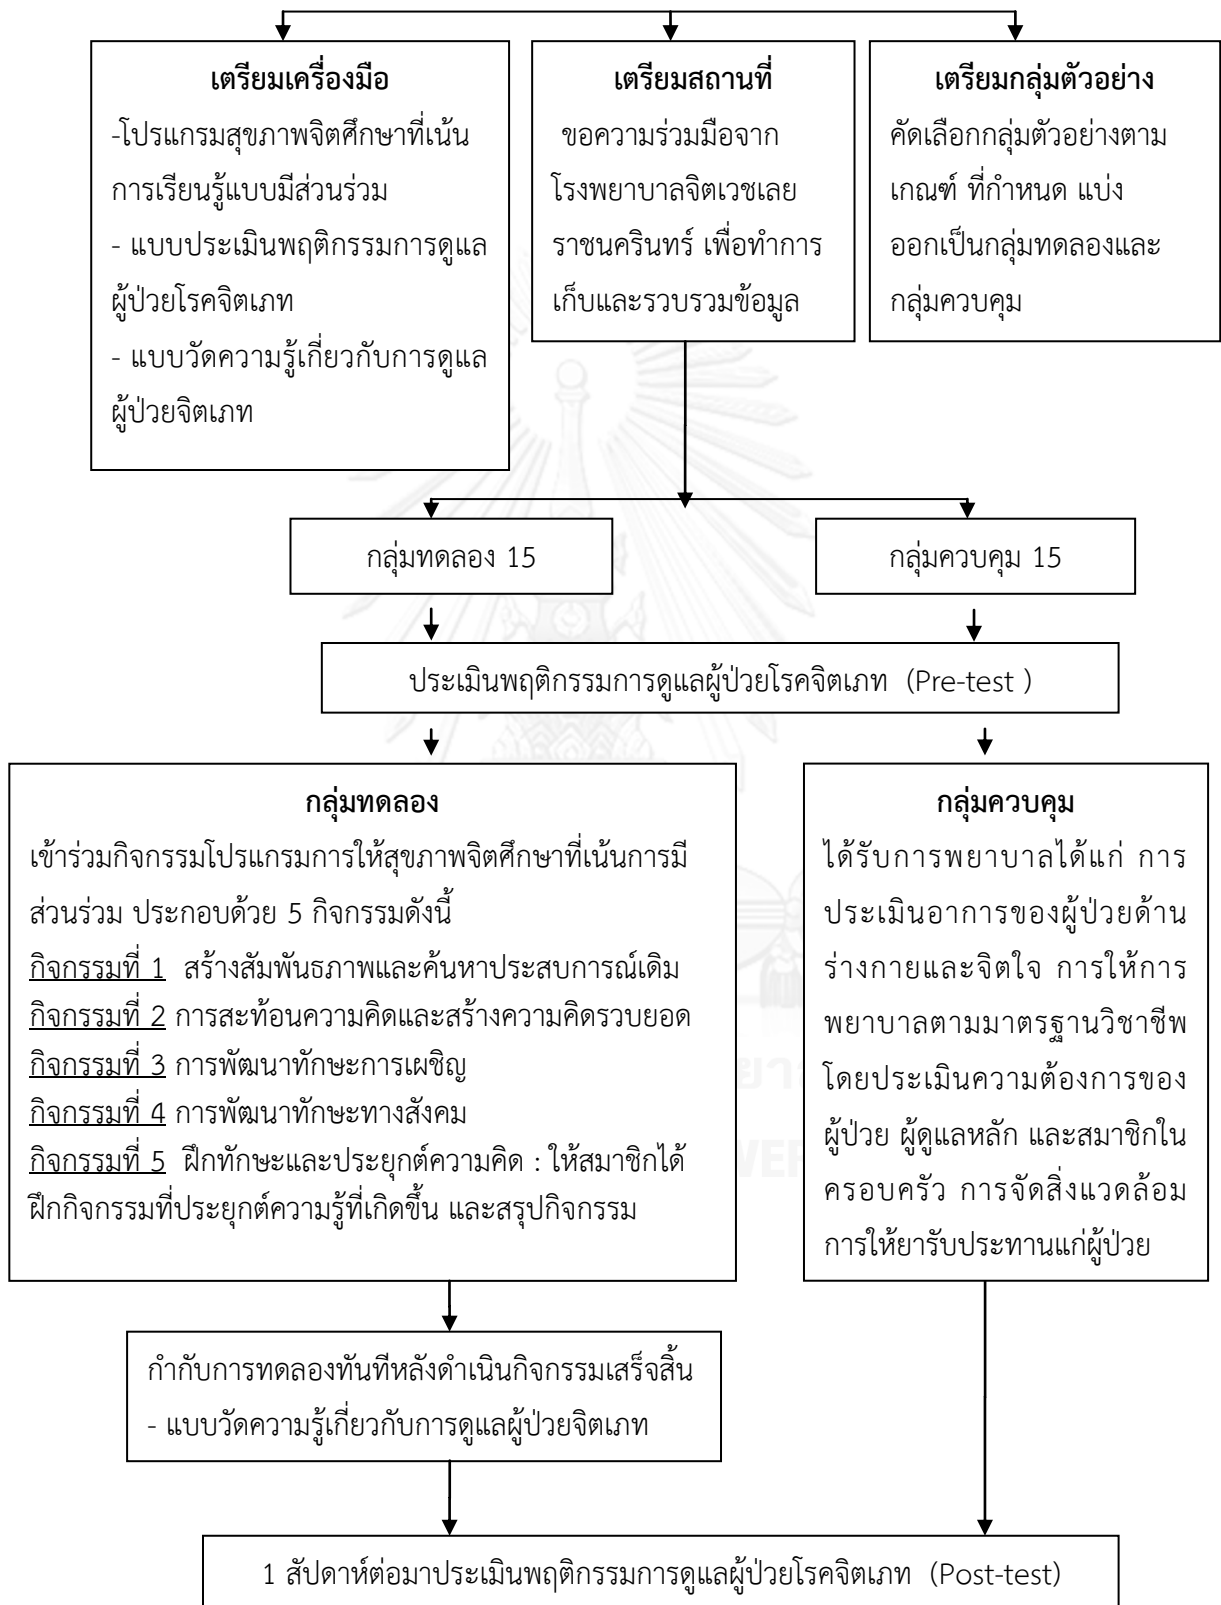 เตรียมเครื่องมือ
-โปรแกรมสุขภาพจิตศึกษาที่เน้น
การเรียนรู้แบบมีส่วนร่วม
- แบบประเมินพฤติกรรมการดูแล
ผู้ป่วยโรคจิตเภท
- แบบวัดความรู้เกี่ยวกับการดูแล
ผู้ป่วยจิตเภท
เตรียมสถานที่
ขอความร่วมมือจาก
โรงพยาบาลจิตเวชเลย
ราชนครินทร์ เพื่อทำการ
เก็บและรวบรวมข้อมูล
เตรียมกลุ่มตัวอย่าง
คัดเลือกกลุ่มตัวอย่างตาม
เกณฑ์ ที่กำหนด แบ่ง
ออกเป็นกลุ่มทดลองและ
กลุ่มควบคุม
กลุ่มทดลอง 15
กลุ่มควบคุม 15
ประเมินพฤติกรรมการดูแลผู้ป่วยโรคจิตเภท (Pre-test )
กลุ่มทดลอง
เข้าร่วมกิจกรรมโปรแกรมการให้สุขภาพจิตศึกษาที่เน้นการมี
ส่วนร่วม ประกอบด้วย 5 กิจกรรมดังนี้
กิจกรรมที่ 1 สร้างสัมพันธภาพและค้นหาประสบการณ์เดิม
กิจกรรมที่ 2 การสะท้อนความคิดและสร้างความคิดรวบยอด
กิจกรรมที่ 3 การพัฒนาทักษะการเผชิญ
กิจกรรมที่ 4 การพัฒนาทักษะทางสังคม
กิจกรรมที่ 5 ฝึกทักษะและประยุกต์ความคิด : ให้สมาชิกได้
ฝึกกิจกรรมที่ประยุกต์ความรู้ที่เกิดขึ้น และสรุปกิจกรรม
กลุ่มควบคุม
ได้รับการพยาบาลได้แก่ การ
ประเมินอาการของผู้ป่วยด้าน
ร่างกายและจิตใจ การให้การ
พยาบาลตามมาตรฐานวิชาชีพ
โดยประเมินความต้องการของ
ผู้ป่วย ผู้ดูแลหลัก และสมาชิกใน
ครอบครัว การจัดสิ่งแวดล้อม
การให้ยารับประทานแก่ผู้ป่วย
กำกับการทดลองทันทีหลังดำเนินกิจกรรมเสร็จสิ้น
- แบบวัดความรู้เกี่ยวกับการดูแลผู้ป่วยจิตเภท
1 สัปดาห์ต่อมาประเมินพฤติกรรมการดูแลผู้ป่วยโรคจิตเภท (Post-test)